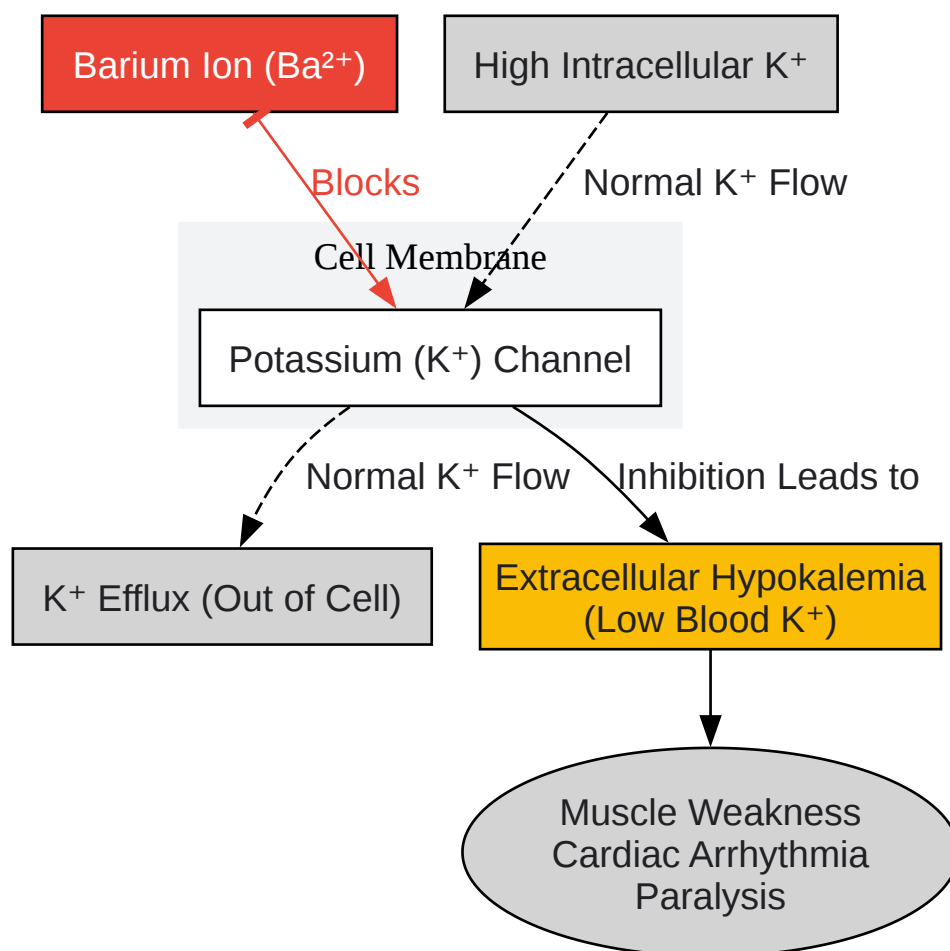 Barium Ion (Ba²⁺)
High Intracellular K⁺
Blocks
Normal K⁺ Flow
Cell Membrane
Potassium (K⁺) Channel
Normal K⁺ Flow
Inhibition Leads to
K⁺ Efflux (Out of Cell)
Extracellular Hypokalemia
(Low Blood K⁺)
Muscle Weakness
Cardiac Arrhythmia
Paralysis